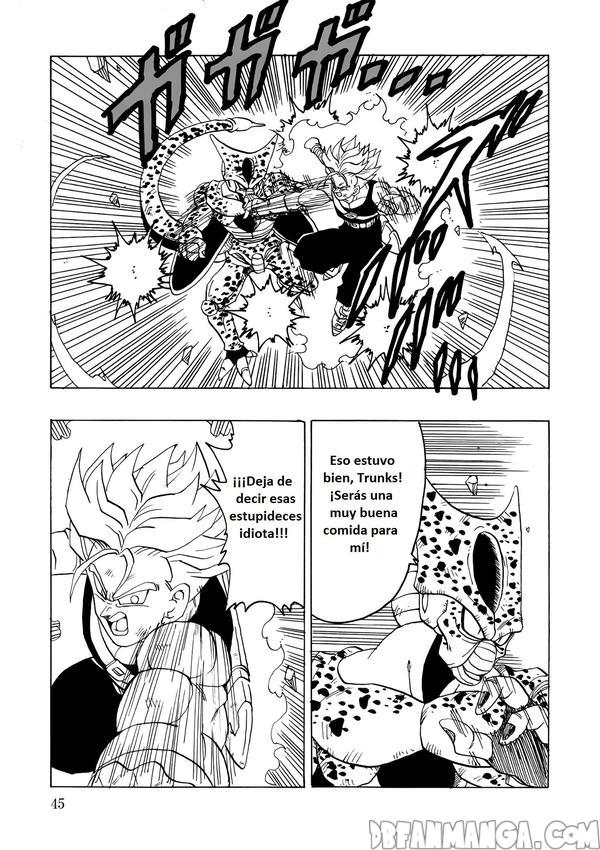 ガガガガ...
Eso estuvo
bien, Trunks!
¡Serás una
muy buena
comida para
mí!
¡¡¡Deja de
decir esas
estupideces
idiota!!!
45
DBFANMANGA.COM